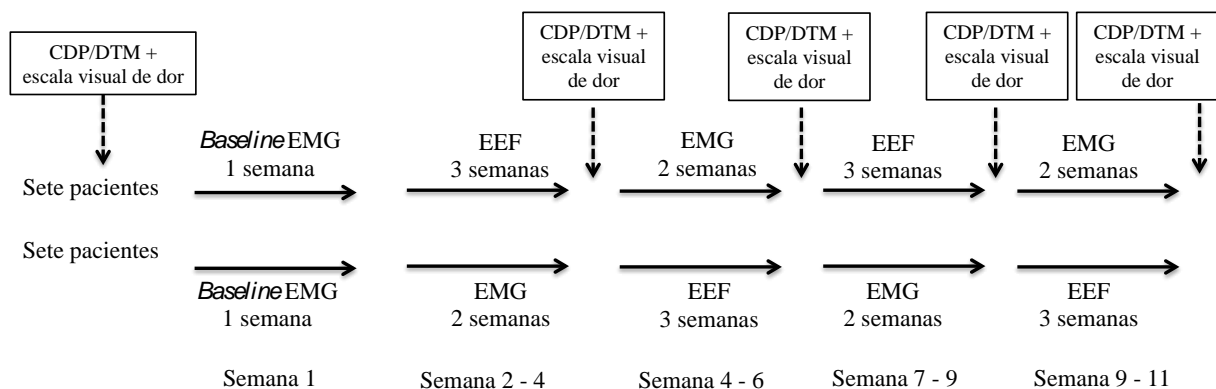 CDP/DTM +
escala visual de dor
CDP/DTM +
escala visual
de dor
CDP/DTM +
escala visual
de dor
CDP/DTM +
escala visual
de dor
CDP/DTM +
escala visual
de dor
Baseline EMG
1 semana
EEF
3 semanas
EMG
2 semanas
EEF
3 semanas
EMG
2 semanas
Sete pacientes
Sete pacientes
Baseline EMG
1 semana
EMG
2 semanas
EEF
3 semanas
EMG
2 semanas
EEF
3 semanas
Semana 1
Semana 2 - 4
Semana 4 - 6
Semana 7 - 9
Semana 9 - 11